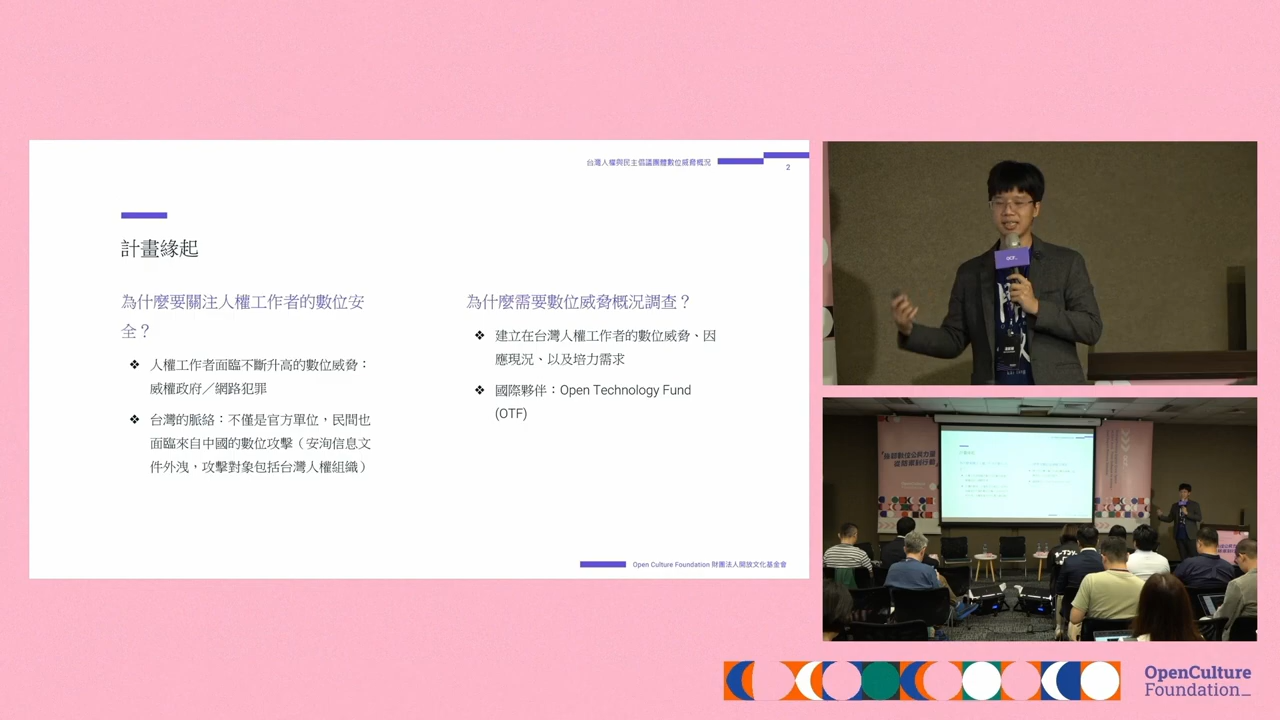 台灣人權與民主倡議團體數位威脅概況
2
計畫緣起
為什麼要關注人權工作者的數位安
全？
❖ 人權工作者面臨不斷升高的數位威脅：
威權政府／網路犯罪
❖ 台灣的脈絡：不僅是官方單位，民間也
面臨來自中國的數位攻擊（安洵信息文
件外洩，攻擊對象包括台灣人權組織）
為什麼需要數位威脅概況調查？
❖ 建立在台灣人權工作者的數位威脅、因
應現況、以及培力需求
❖ 國際夥伴：Open Technology Fund
(OTF)
Open Culture Foundation 財團法人開放文化基金會
ocf_
OpenCulture
OpenCulture
Foundation_